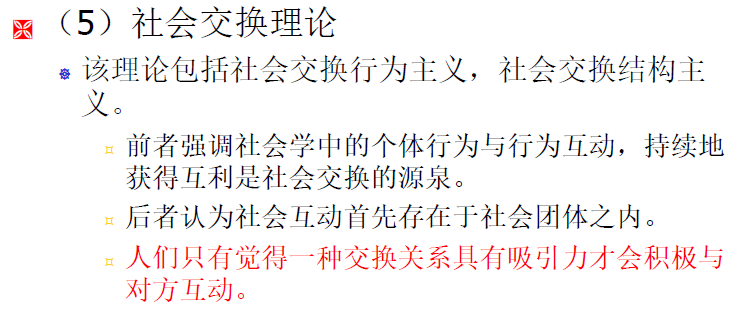 （5）社会交换理论
该理论包括社会交换行为主义，社会交换结构主
义。
前者强调社会学中的个体行为与行为互动，持续地
获得互利是社会交换的源泉。
后者认为社会互动首先存在于社会团体之内。
人们只有觉得一种交换关系具有吸引力才会积极与
对方互动。